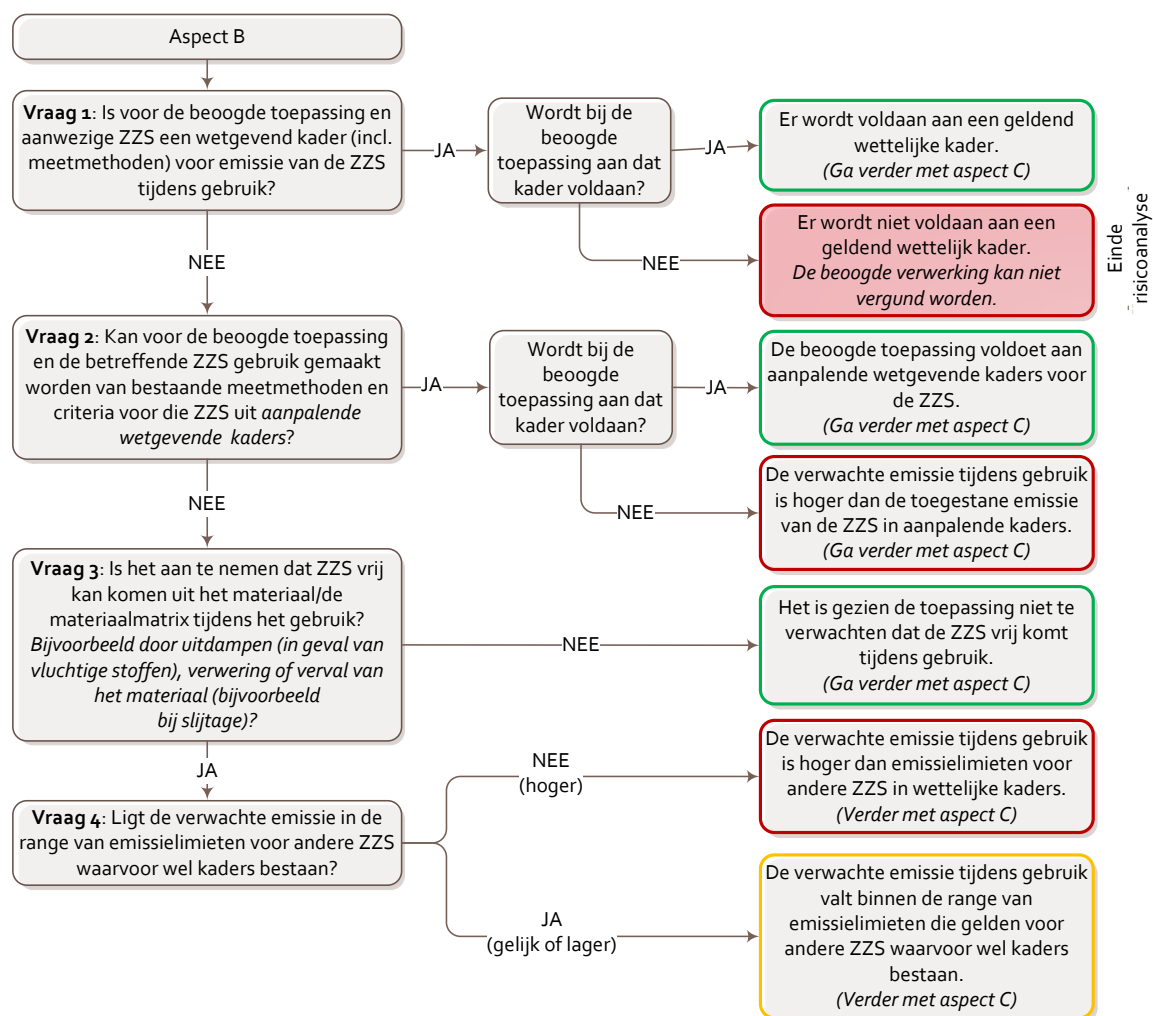 Aspect B
Vraag 1: Is voor de beoogde toepassing en
aanwezige ZZS een wetgevend kader (incl.
meetmethoden) voor emissie van de ZZS
tijdens gebruik?
JA
Wordt bij de
beoogde
toepassing aan dat
kader voldaan?
JA
Er wordt voldaan aan een geldend
wettelijke kader.
(Ga verder met aspect C)
NEE
Er wordt niet voldaan aan een
geldend wettelijk kader.
De beoogde verwerking kan niet
vergund worden.
Einde
risicoanalyse
NEE
Vraag 2: Kan voor de beoogde toepassing
en de betreffende ZZS gebruik gemaakt
worden van bestaande meetmethoden en
criteria voor die ZZS uit aanpalende
wetgevende kaders?
JA
Wordt bij de
beoogde
toepassing aan dat
kader voldaan?
JA
De beoogde toepassing voldoet aan
aanpalende wetgevende kaders voor
de ZZS.
(Ga verder met aspect C)
NEE
De verwachte emissie tijdens gebruik
is hoger dan de toegestane emissie
van de ZZS in aanpalende kaders.
(Ga verder met aspect C)
NEE
Vraag 3: Is het aan te nemen dat ZZS vrij
kan komen uit het materiaal/de
materiaalmatrix tijdens het gebruik?
Bijvoorbeeld door uitdampen (in geval van
vluchtige stoffen), verwering of verval van
het materiaal (bijvoorbeeld
bij slijtage)?
NEE
Het is gezien de toepassing niet te
verwachten dat de ZZS vrij komt
tijdens gebruik.
(Ga verder met aspect C)
JA
Vraag 4: Ligt de verwachte emissie in de
range van emissielimieten voor andere ZZS
waarvoor wel kaders bestaan?
NEE
(hoger)
De verwachte emissie tijdens gebruik
is hoger dan emissielimieten voor
andere ZZS in wettelijke kaders.
(Verder met aspect C)
JA
(gelijk of lager)
De verwachte emissie tijdens gebruik
valt binnen de range van
emissielimieten die gelden voor
andere ZZS waarvoor wel kaders
bestaan.
(Verder met aspect C)